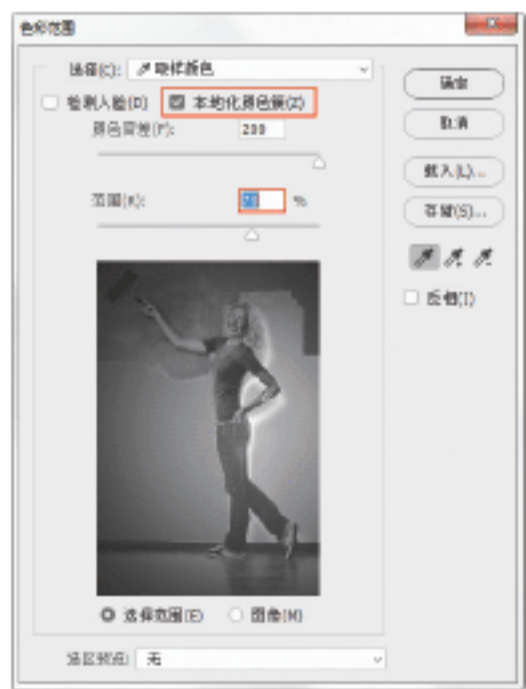 色彩范围
选择(C): 取样颜色
检测人脸(D) 本地化颜色簇(Z)
颜色容差(F): 200
范围(R): %
选择范围(E) 图像(M)
选区预览: 无
确定
取消
载入(L)...
存储(S)...
反相(I)